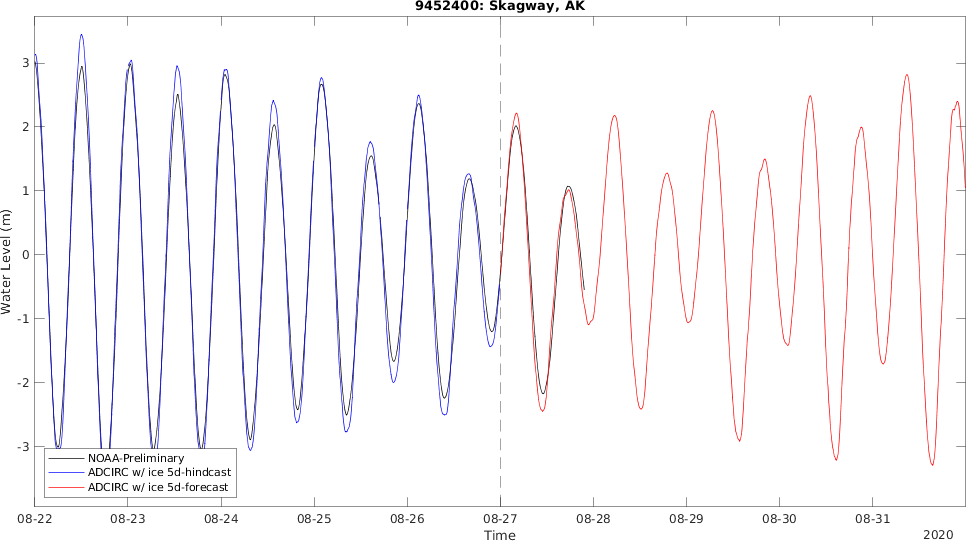 9452400: Skagway, AK
Water Level (m)
3
2
1
0
-1
-2
-3
NOAA-Preliminary
ADCIRC w/ ice 5d-hindcast
ADCIRC w/ ice 5d-forecast
08-22 08-23 08-24 08-25 08-26 08-27 08-28 08-29 08-30 08-31
Time
2020